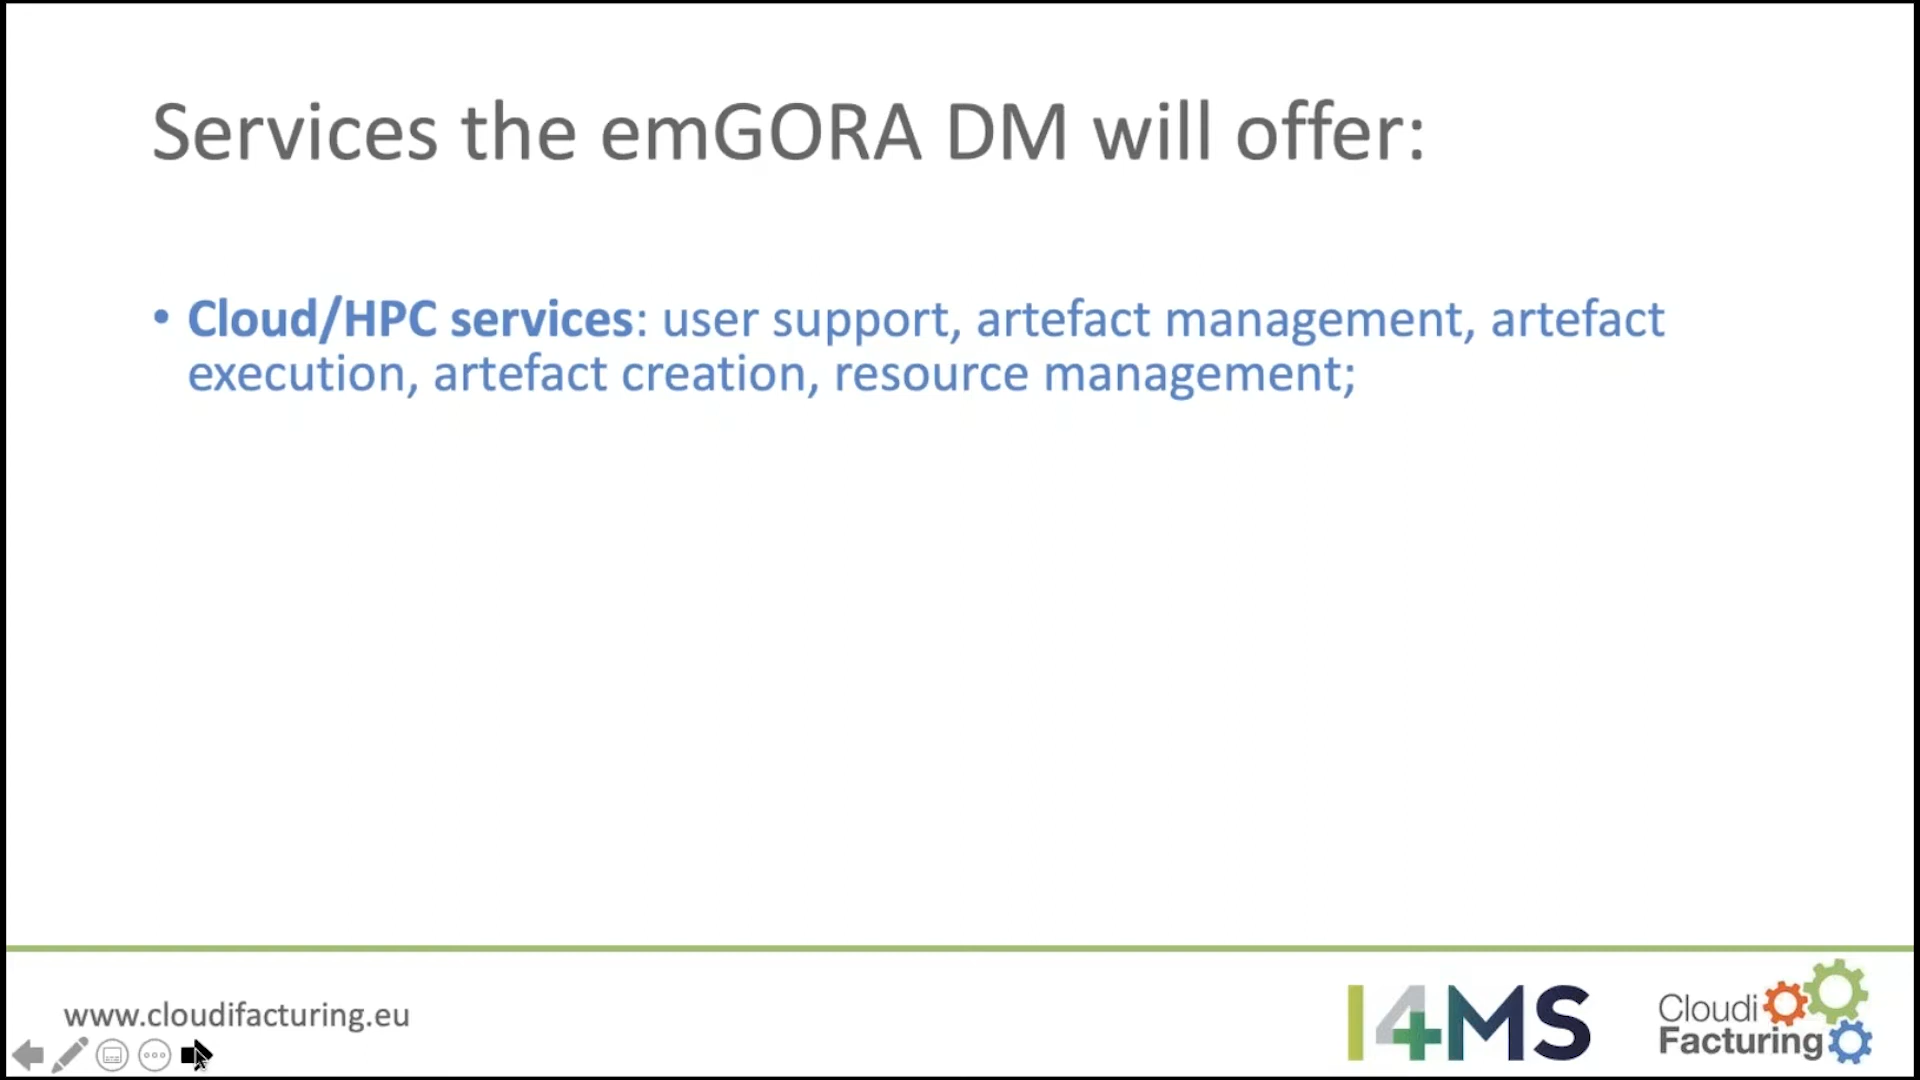 Services the emGORA DM will offer:
• Cloud/HPC services: user support, artefact management, artefact
execution, artefact creation, resource management;
www.cloudifacturing.eu
I4MS
Cloudi
Facturing